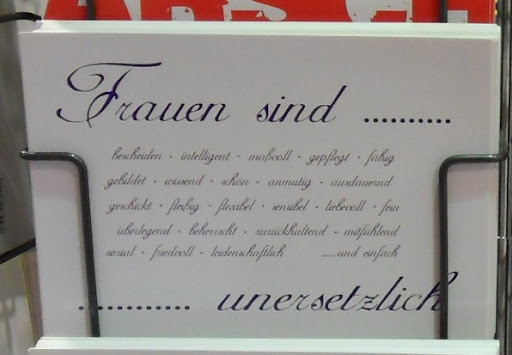 Frauen sind ..........
bescheiden · intelligent · maßvoll · gepflegt · fähig
gebildet · wissend · schön · anmutig · ausdauernd
geschickt · fleißig · flexibel · sensibel · liebevoll · fein
überlegend · beherrscht · zurückhaltend · mitfühlend
sozial · friedvoll · leidenschaftlich ......und einfach
............ unersetzlich